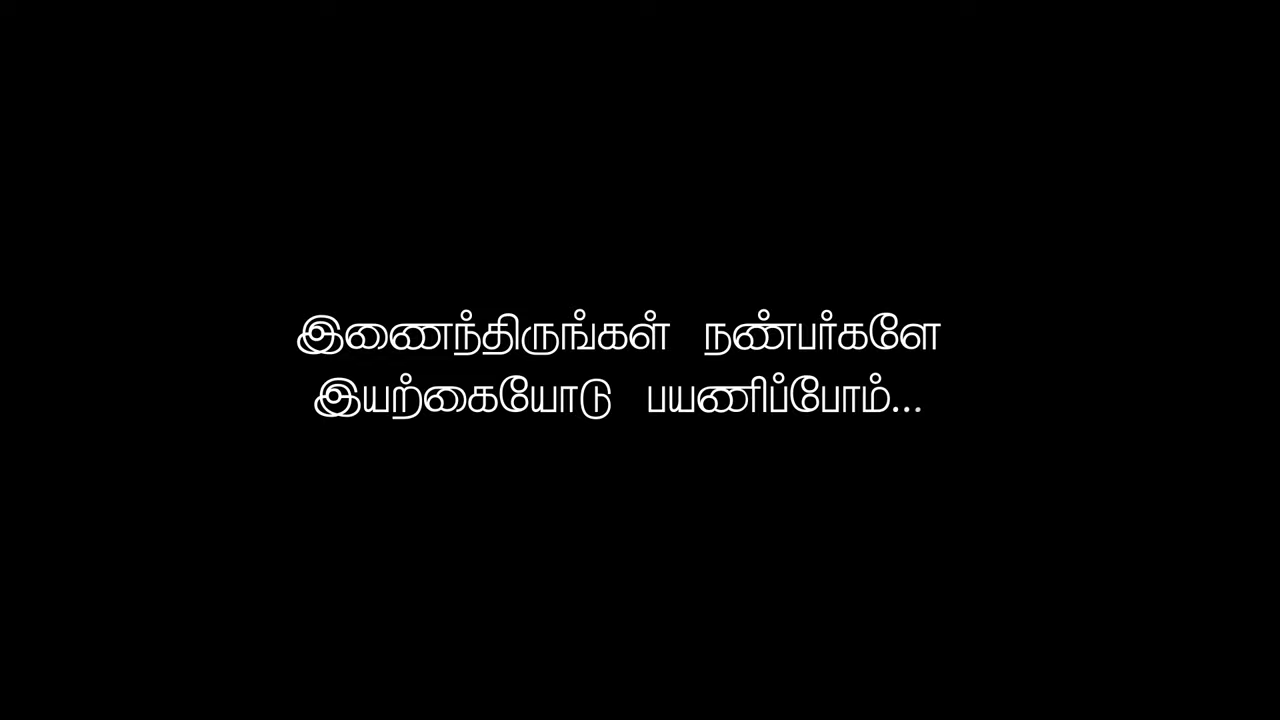 இணைந்திருங்கள் நண்பர்களே
இயற்கையோடு பயணிப்போம்...